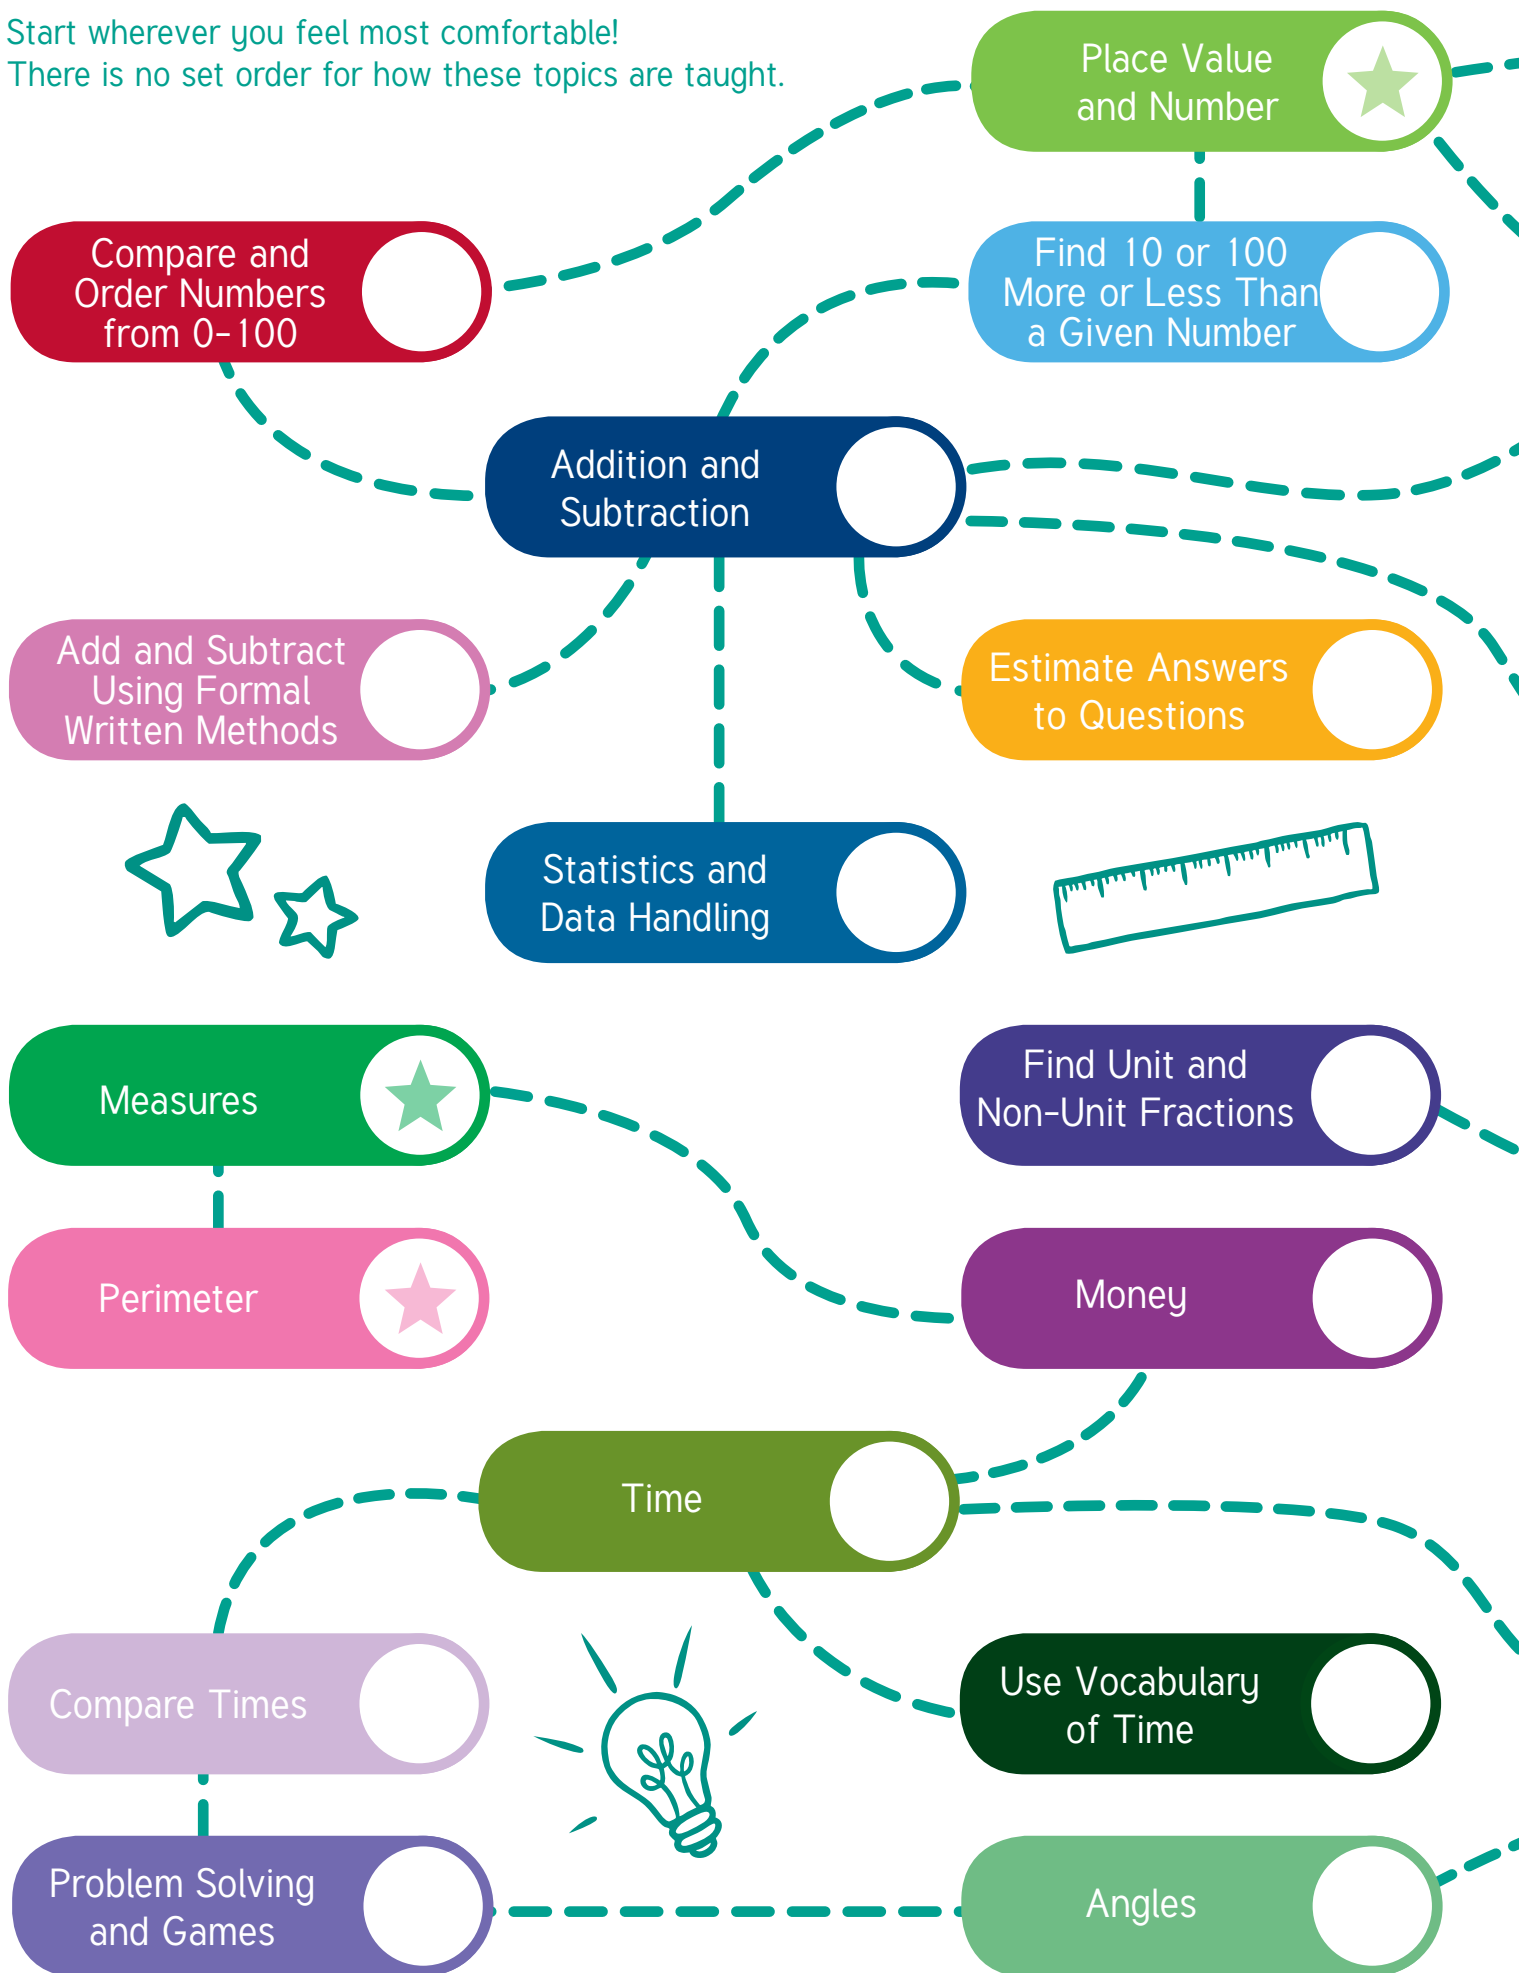 Start wherever you feel most comfortable!
There is no set order for how these topics are taught.
Place Value
and Number
Compare and
Order Numbers
from 0-100
Find 10 or 100
More or Less Than
a Given Number
Addition and
Subtraction
Add and Subtract
Using Formal
Written Methods
Estimate Answers
to Questions
Statistics and
Data Handling
Measures
Find Unit and
Non-Unit Fractions
Perimeter
Money
Time
Compare Times
Use Vocabulary
of Time
Problem Solving
and Games
Angles